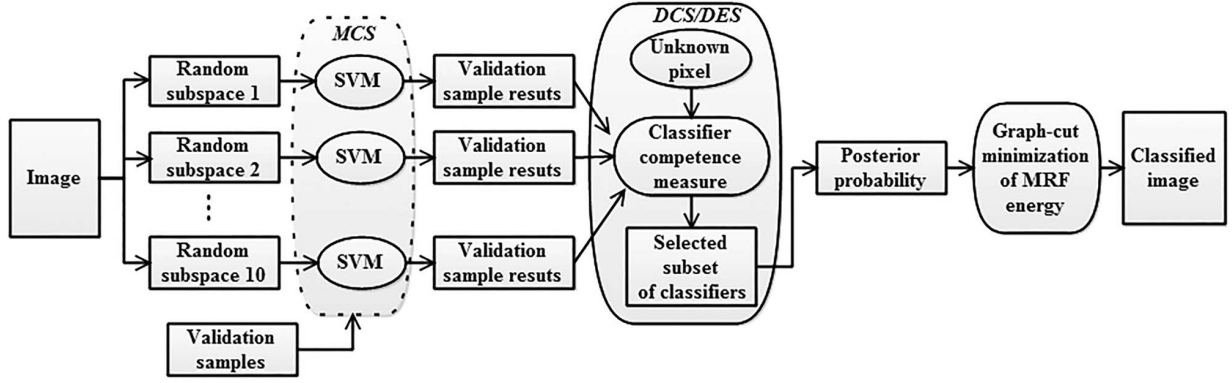 Image
Random
subspace 1
Random
subspace 2
Random
subspace 10
MCS
SVM
SVM
SVM
Validation
samples
Validation
sample resuts
Validation
sample resuts
Validation
sample resuts
DCS/DES
Unknown
pixel
Classifier
competence
measure
Selected
subset
of classifiers
Posterior
probability
Graph-cut
minimization
of MRF
energy
Classified
image